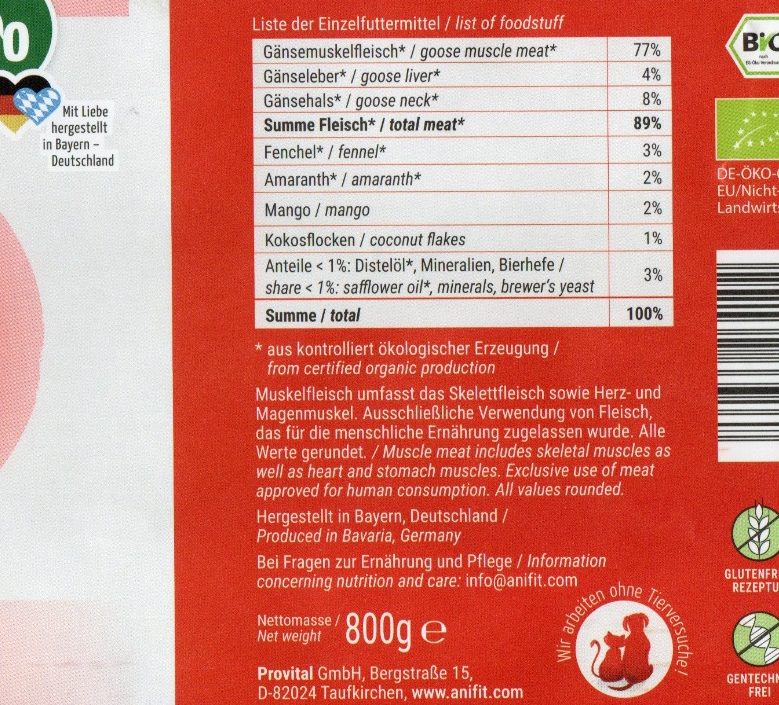 Mit Liebe
hergestellt
in Bayern –
Deutschland
Liste der Einzelfuttermittel / list of foodstuff
Gänsemuskelfleisch* / goose muscle meat* 77%
Gänseleber* / goose liver* 4%
Gänsehals* / goose neck* 8%
Summe Fleisch* / total meat* 89%
Fenchel* / fennel* 3%
Amaranth* / amaranth* 2%
Mango / mango 2%
Kokosflocken / coconut flakes 1%
Anteile < 1%: Distelöl*, Mineralien, Bierhefe /
share < 1%: safflower oil*, minerals, brewer's yeast 3%
Summe / total 100%
* aus kontrolliert ökologischer Erzeugung /
from certified organic production
Muskelfleisch umfasst das Skelettfleisch sowie Herz- und
Magenmuskel. Ausschließliche Verwendung von Fleisch,
das für die menschliche Ernährung zugelassen wurde. Alle
Werte gerundet. / Muscle meat includes skeletal muscles as
well as heart and stomach muscles. Exclusive use of meat
approved for human consumption. All values rounded.
Hergestellt in Bayern, Deutschland /
Produced in Bavaria, Germany
Bei Fragen zur Ernährung und Pflege / Information
concerning nutrition and care: info@anifit.com
Nettomasse /
Net weight 800g e
Wir arbeiten ohne Tierversuche!
Provital GmbH, Bergstraße 15,
D-82024 Taufkirchen, www.anifit.com
Bi
nach
DE-ÖKO-
EU/Nicht-
Landwirts
GLUTENFR
REZEPTU
GENTECHN
FREI